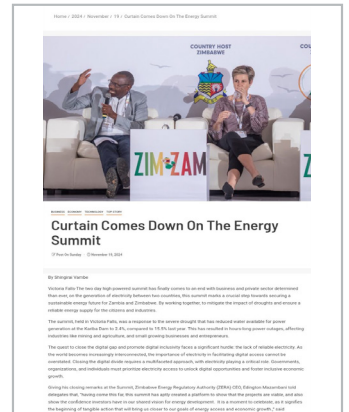 Home / 2024 / November / 19 / Curtain Comes Down On The Energy Summit
COUNTRY HOST
ZIMBABWE
COU
ZIM ZAM
Z
BUSINESS ECONOMY TECHNOLOGY TOP STORY
Curtain Comes Down On The Energy
Summit
Post On Sunday November 19, 2024
By Shingirai Vambe
Victoria Falls-The two day high powered summit has finally comes to an end with business and private sector determined
than ever, on the generation of electricity between two countries, this summit marks a crucial step towards securing a
sustainable energy future for Zambia and Zimbabwe. By working together, to mitigate the impact of droughts and ensure a
reliable energy supply for the citizens and industries.
The summit, held in Victoria Falls, was a response to the severe drought that has reduced water available for power
generation at the Kariba Dam to 2.4%, compared to 15.5% last year. This has resulted in hours-long power outages, affecting
industries like mining and agriculture, and small-growing businesses and entrepreneurs.
The quest to close the digital gap and promote digital inclusivity faces a significant hurdle: the lack of reliable electricity. As
the world becomes increasingly interconnected, the importance of electricity in facilitating digital access cannot be
overstated. Closing the digital divide requires a multifaceted approach, with electricity playing a critical role. Governments,
organizations, and individuals must prioritize electricity access to unlock digital opportunities and foster inclusive economic
growth.
Giving his closing remarks at the Summit, Zimbabwe Energy Regulatory Authority (ZERA) CEO, Edington Mazambani told
delegates that, "having come this far, this summit has aptly created a platform to show that the projects are viable, and also
show the confidence investors have in our shared vision for energy development. It is a moment to celebrate, as it signifies
the beginning of tangible action that will bring us closer to our goals of energy access and economic growth," said